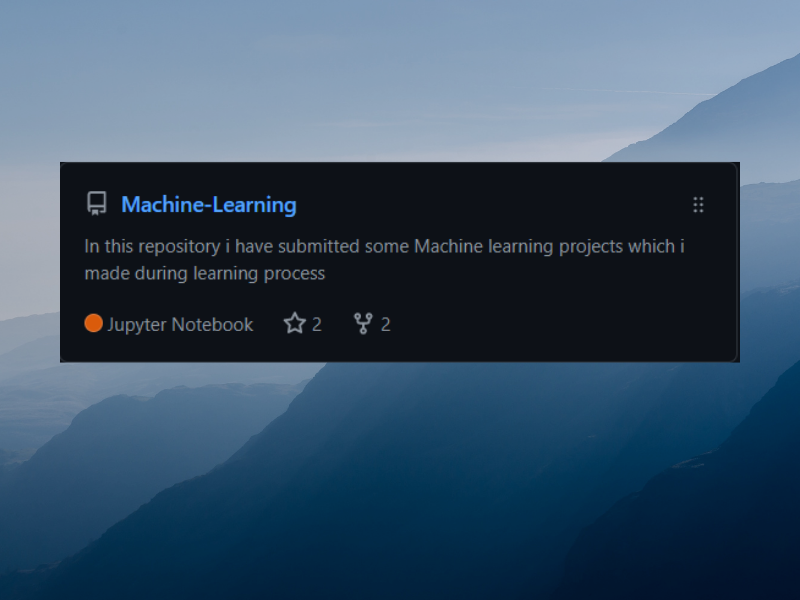 Machine-Learning
In this repository i have submitted some Machine learning projects which i
made during learning process
Jupyter Notebook 2 2